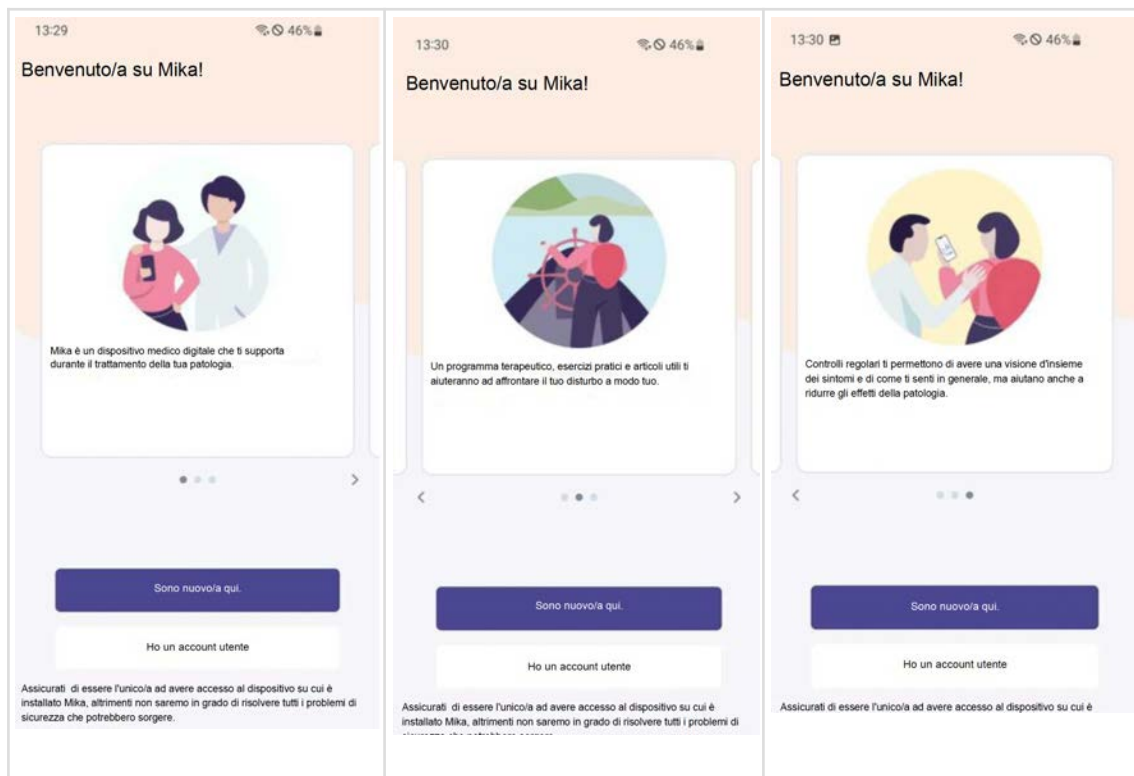 13:29
46%
Benvenuto/a su Mika!
Mika è un dispositivo medico digitale che ti supporta
durante il trattamento della tua patologia.
Sono nuovo/a qui.
Ho un account utente
Assicurati di essere l'unico/a ad avere accesso al dispositivo su cui è
installato Mika, altrimenti non saremo in grado di risolvere tutti i problemi di
sicurezza che potrebbero sorgere.
13:30
46%
Benvenuto/a su Mika!
Un programma terapeutico, esercizi pratici e articoli utili ti
aiuteranno ad affrontare il tuo disturbo a modo tuo.
Sono nuovo/a qui.
Ho un account utente
Assicurati di essere l'unico/a ad avere accesso al dispositivo su cui è
installato Mika, altrimenti non saremo in grado di risolvere tutti i problemi di
13:30
46%
Benvenuto/a su Mika!
Controlli regolari ti permettono di avere una visione d'insieme
dei sintomi e di come ti senti in generale, ma aiutano anche a
ridurre gli effetti della patologia.
Sono nuovo/a qui.
Ho un account utente
Assicurati di essere l'unico/a ad avere accesso al dispositivo su cui è